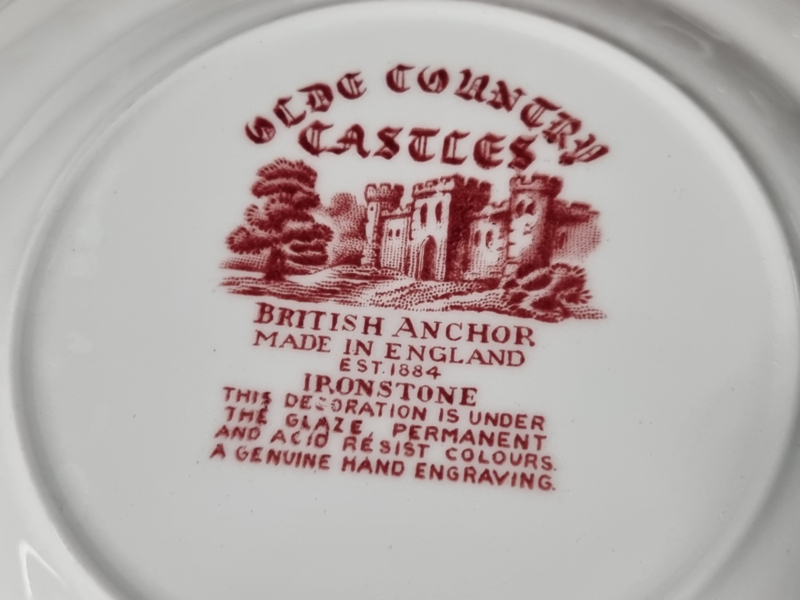 OLDE COUNTRY
CASTLES
BRITISH ANCHOR
MADE IN ENGLAND
EST. 1884
IRONSTONE
THIS DECORATION IS UNDER
THE GLAZE, PERMANENT
AND ACID RESIST COLOURS.
A GENUINE HAND ENGRAVING.